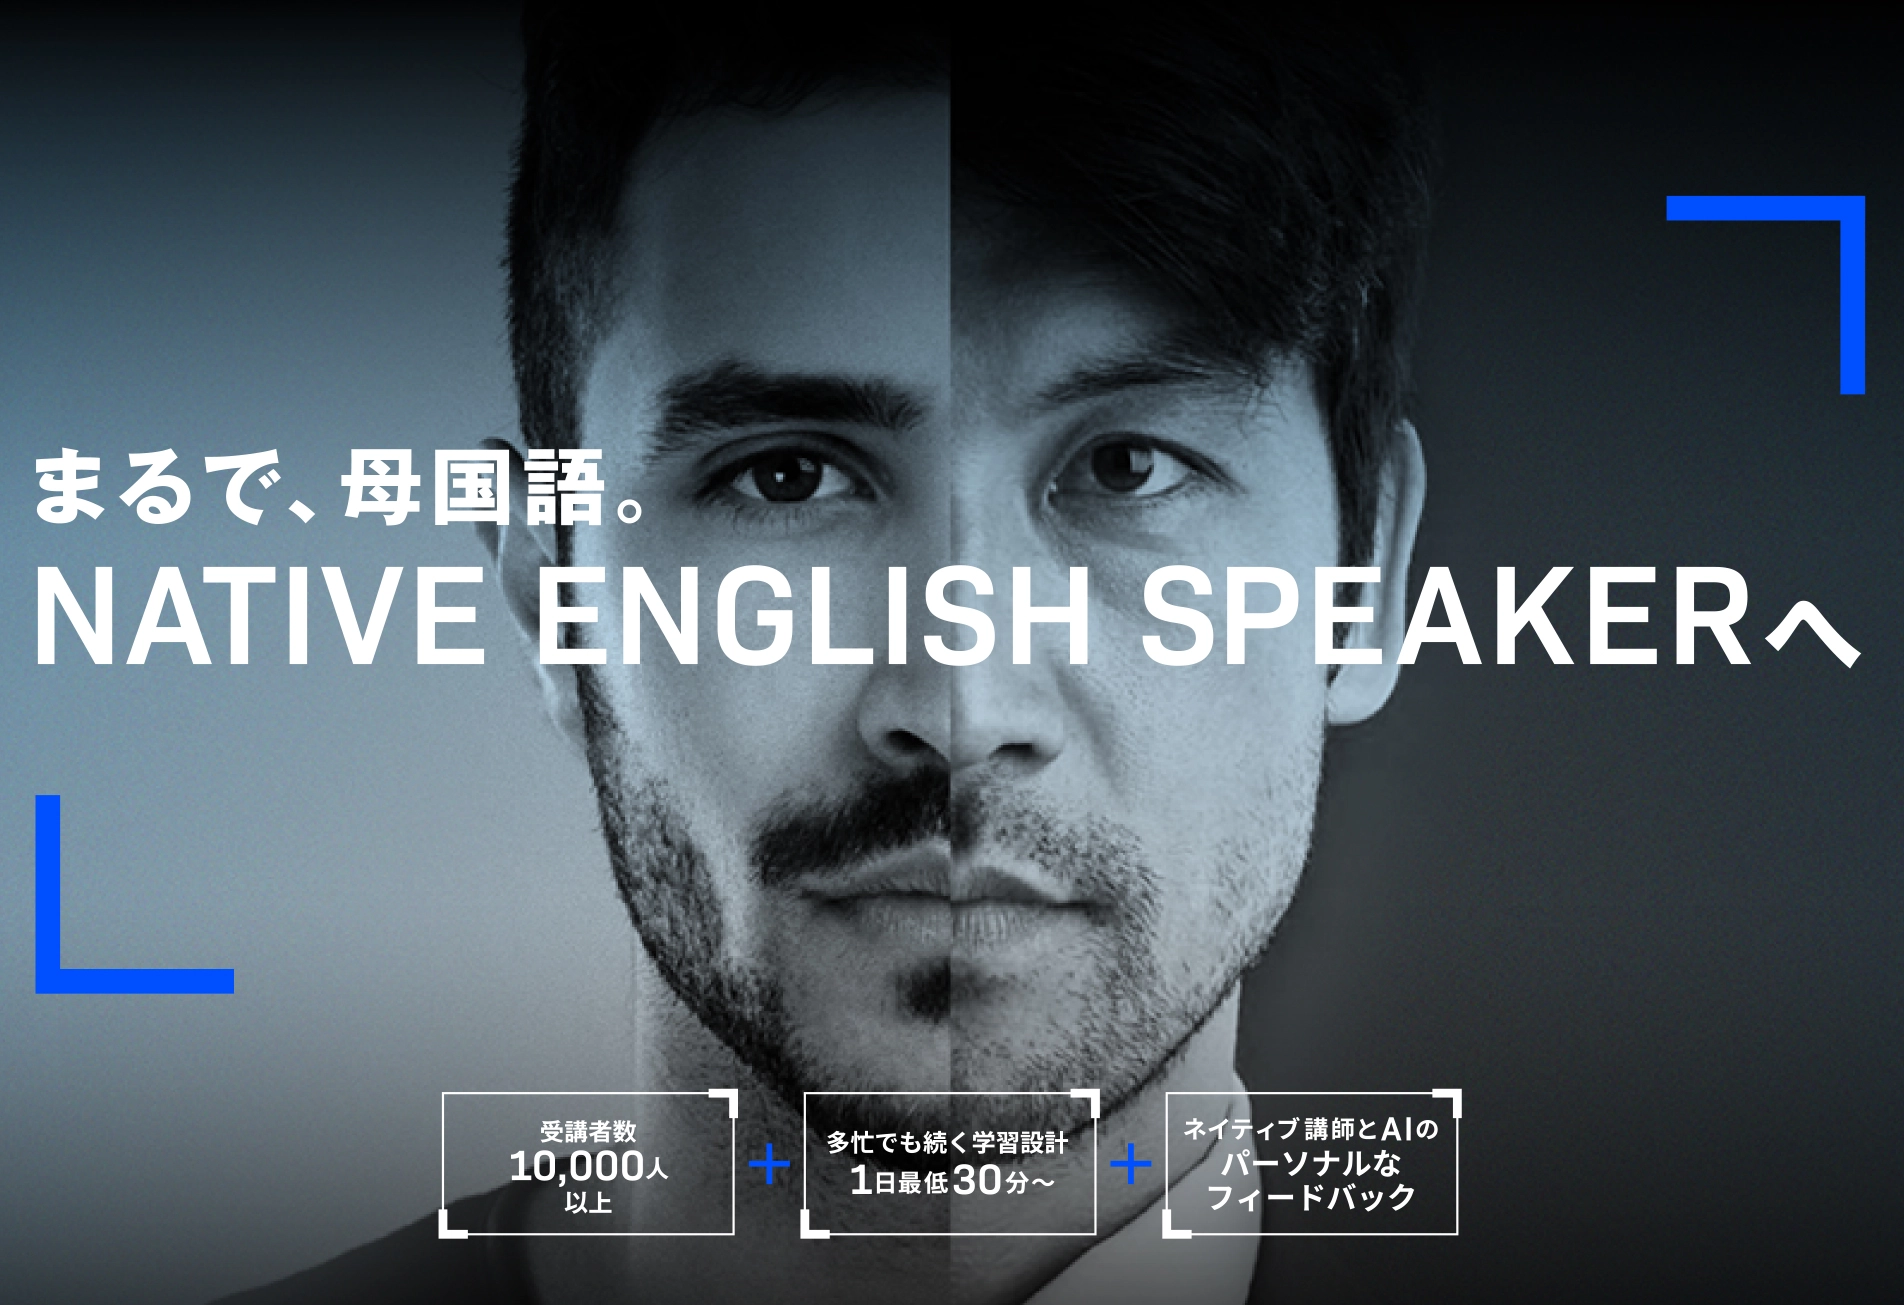 まるで、母国語。
NATIVE ENGLISH SPEAKERへ
受講者数
10,000人
以上
+
多忙でも続く学習設計
1日最低30分～
+
ネイティブ講師とAIの
パーソナルな
フィードバック